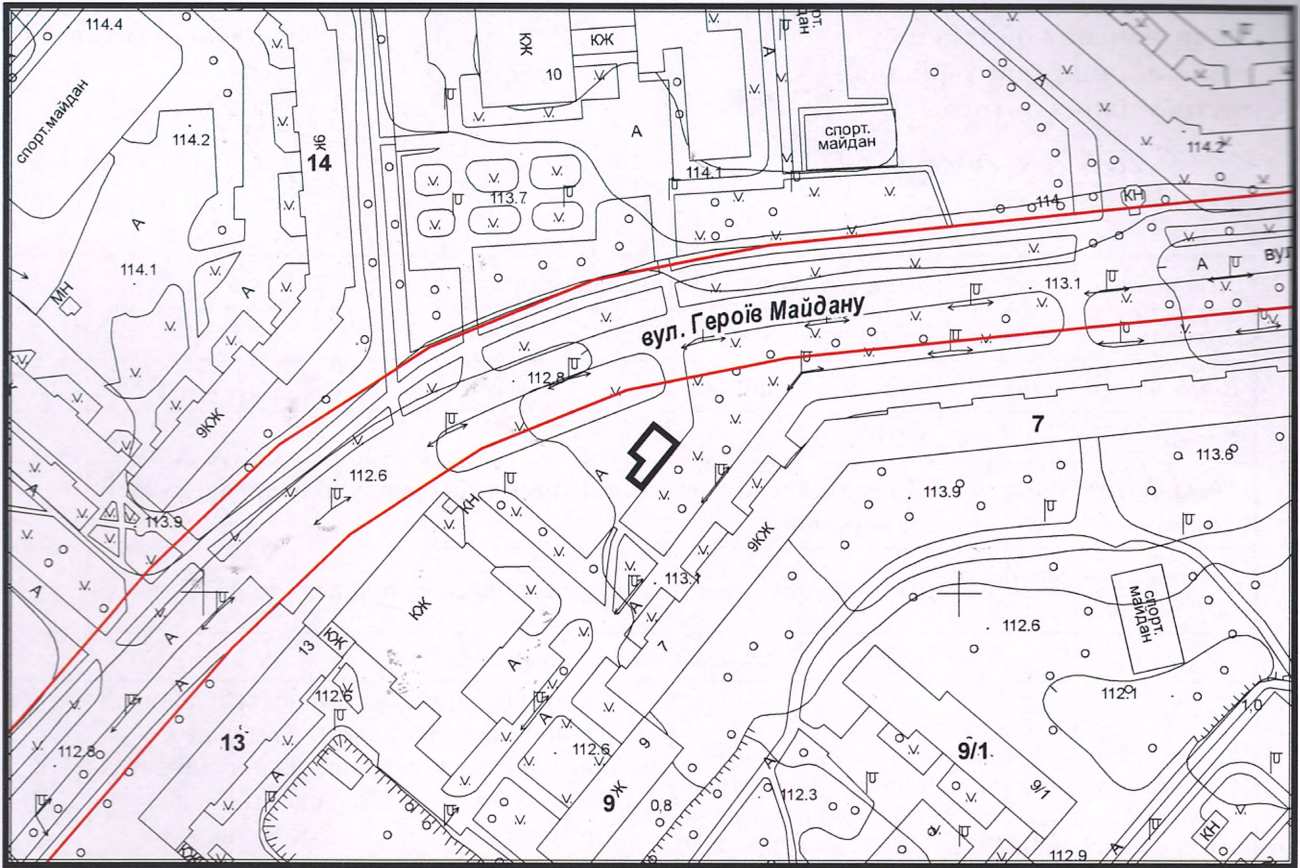 114.4
КЖ
КЖ
10
А
А
спорт.
майдан
спорт.майдан
114.2
9Ж
14
А
спорт.
майдан
114.2
113.7
114.1
114
КН
А
114.1
А
МН
вул. Героїв Майдану
113.1
А
вул
112.8
9КЖ
7
112.6
А
113.6
А
КН
113.9
113.9
9КЖ
А
113.1
А
КЖ
спорт.
майдан
112.6
А
КЖ
13
7
А
А
112.6
112.1
1,0
112.8
13
А
112.6
9
9/1
А
А
9Ж
0,8
112.3
9/1
КН
А
КЖ
112.9